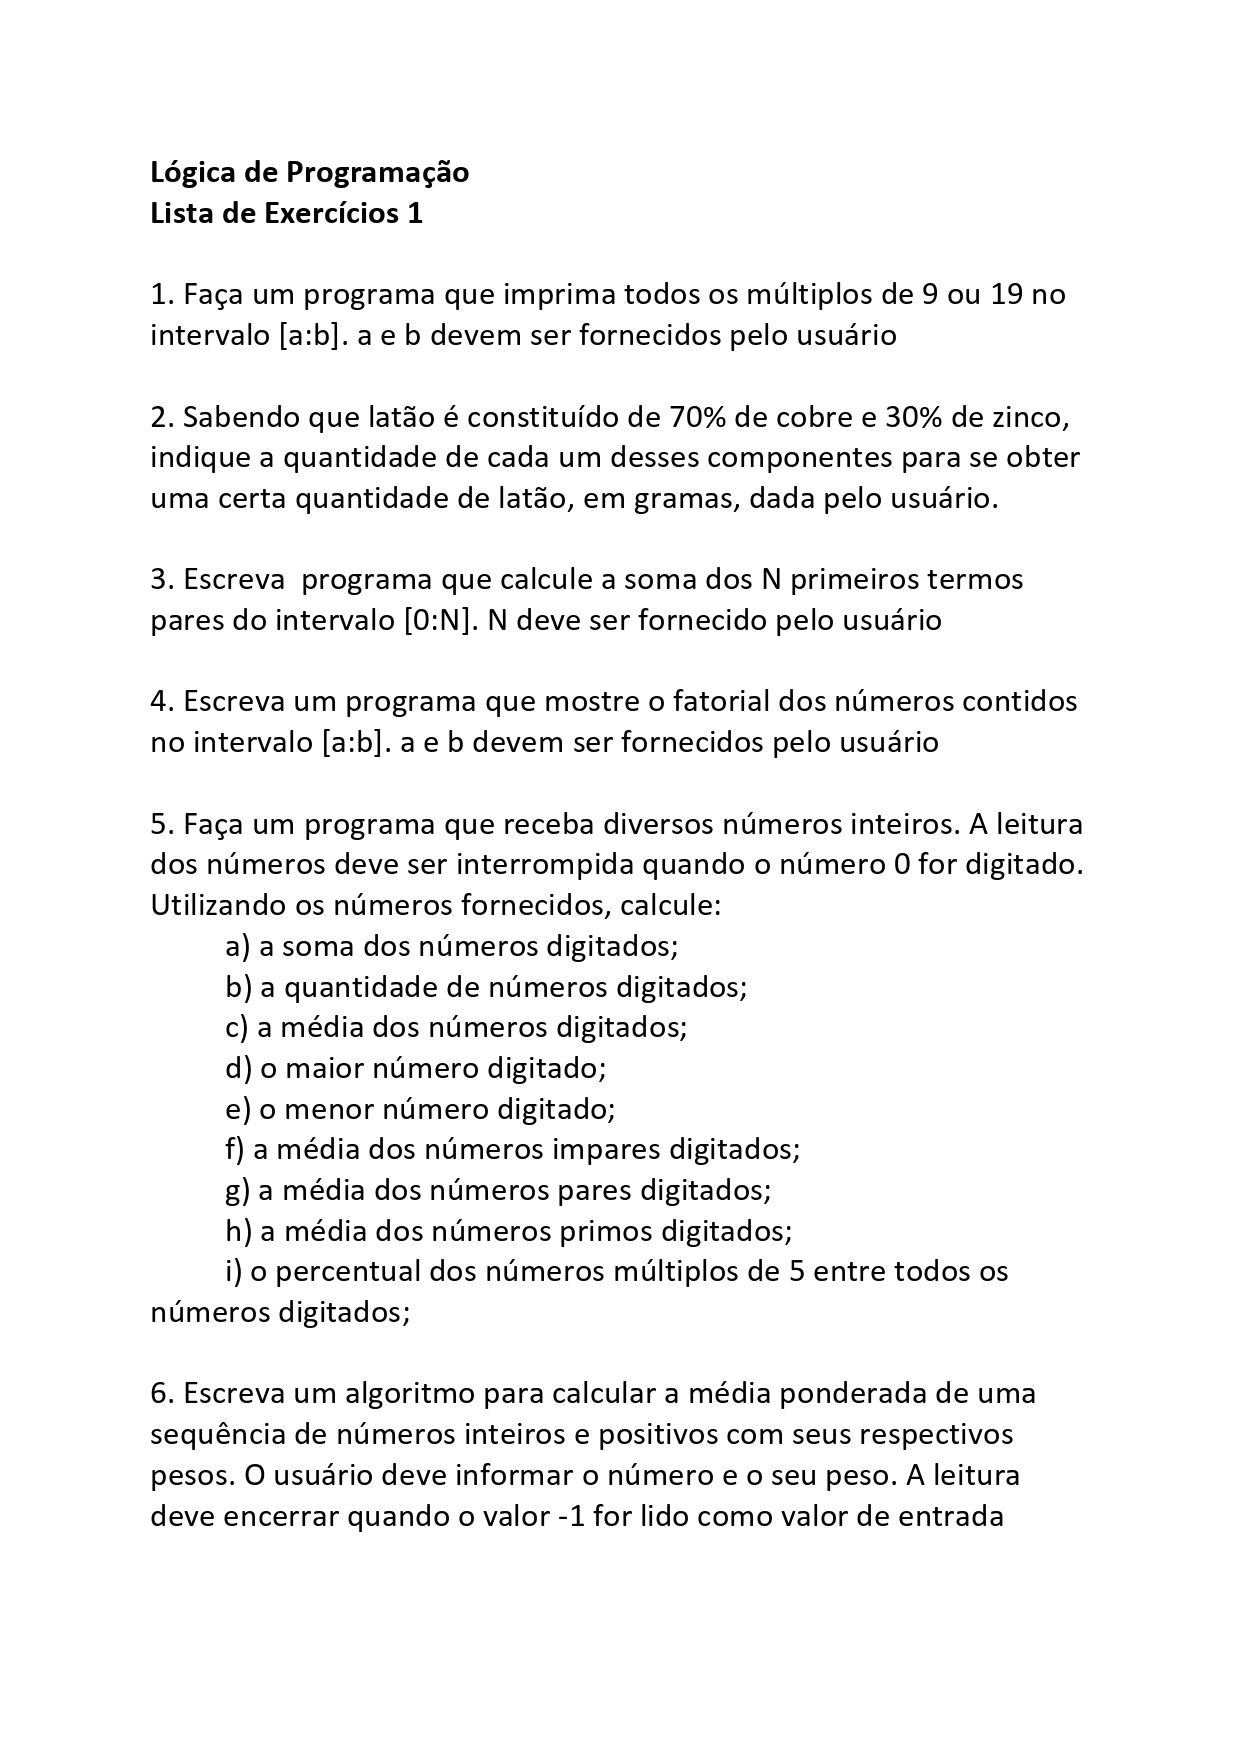 Lógica de Programação
Lista de Exercícios 1
1. Faça um programa que imprima todos os múltiplos de 9 ou 19 no
intervalo [a:b]. a e b devem ser fornecidos pelo usuário
2. Sabendo que latão é constituído de 70% de cobre e 30% de zinco,
indique a quantidade de cada um desses componentes para se obter
uma certa quantidade de latão, em gramas, dada pelo usuário.
3. Escreva  programa que calcule a soma dos N primeiros termos
pares do intervalo [0:N]. N deve ser fornecido pelo usuário
4. Escreva um programa que mostre o fatorial dos números contidos
no intervalo [a:b]. a e b devem ser fornecidos pelo usuário
5. Faça um programa que receba diversos números inteiros. A leitura
dos números deve ser interrompida quando o número 0 for digitado.
Utilizando os números fornecidos, calcule:
a) a soma dos números digitados;
b) a quantidade de números digitados;
c) a média dos números digitados;
d) o maior número digitado;
e) o menor número digitado;
f) a média dos números impares digitados;
g) a média dos números pares digitados;
h) a média dos números primos digitados;
i) o percentual dos números múltiplos de 5 entre todos os
números digitados;
6. Escreva um algoritmo para calcular a média ponderada de uma
sequência de números inteiros e positivos com seus respectivos
pesos. O usuário deve informar o número e o seu peso. A leitura
deve encerrar quando o valor -1 for lido como valor de entrada